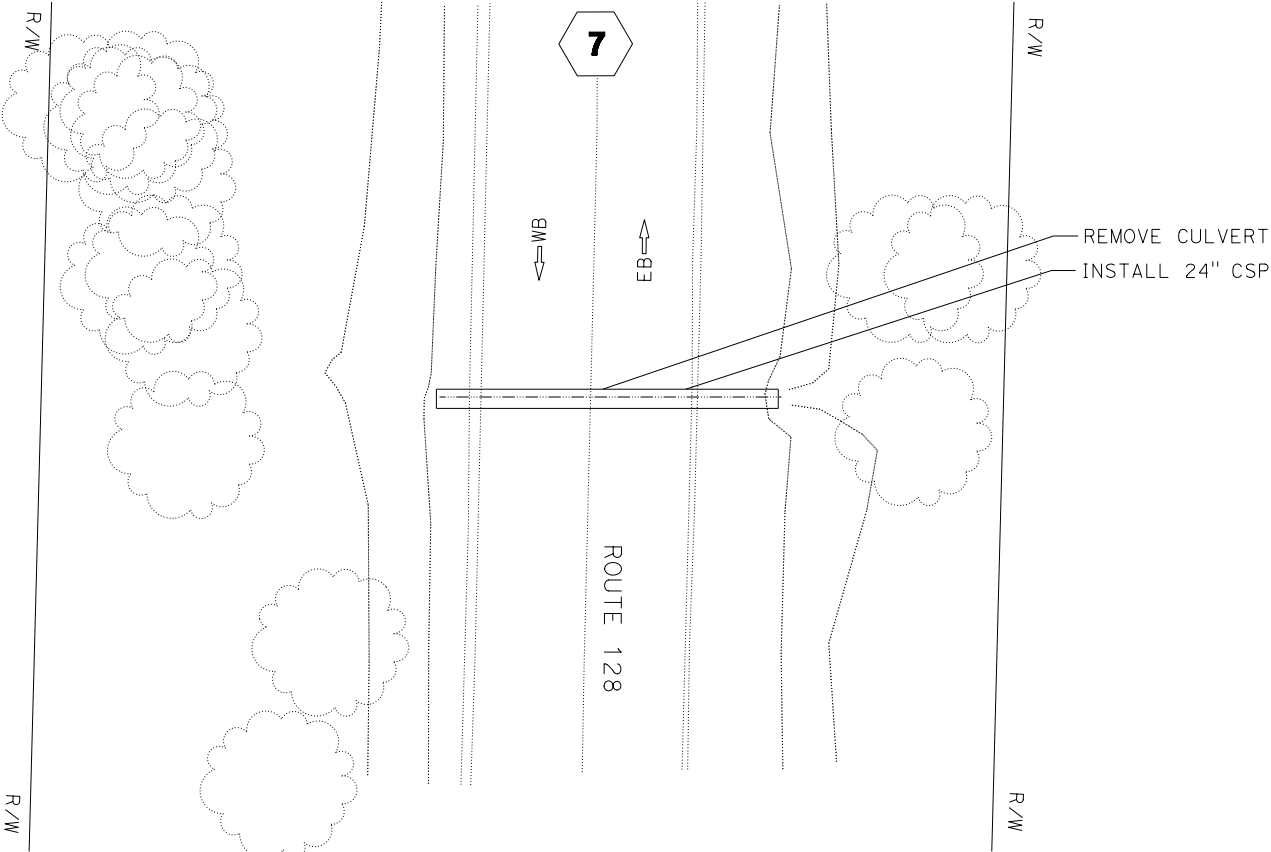 R/W
7
R/W
WB
EB
REMOVE CULVERT
INSTALL 24" CSP
ROUTE 128
R/W
R/W